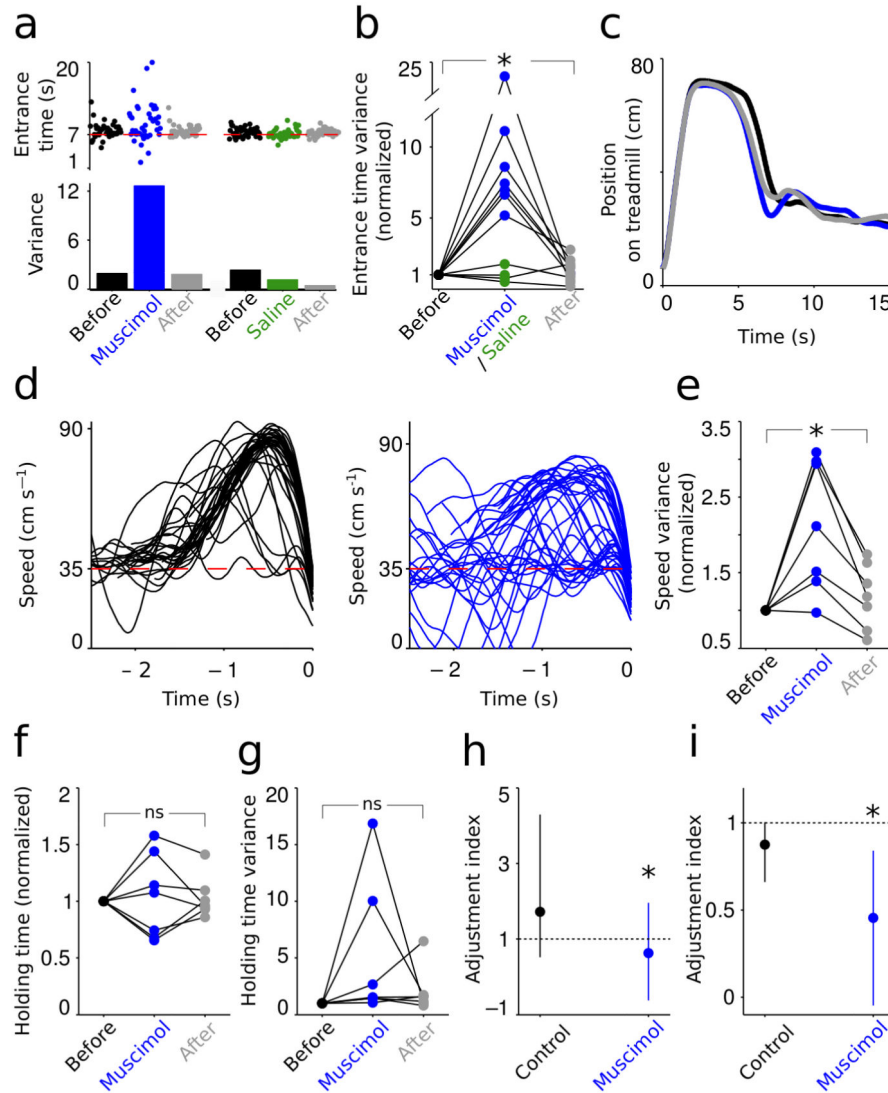 a
Entrance
time (s)
20
7
1
Variance
12
6
0
Before
Muscimol
After
Before
Saline
After
b
Entrance time variance
(normalized)
25
10
5
1
*
Before
Muscimol
/ Saline
After
c
Position
on treadmill (cm)
80
0
0
5
10
15
Time (s)
d
Speed (cm s⁻¹)
90
35
0
−2
−1
0
Time (s)
Speed (cm s⁻¹)
90
35
0
−2
−1
0
Time (s)
e
Speed variance
(normalized)
3.5
2.5
1.5
0.5
*
Before
Muscimol
After
f
Holding time (normalized)
2
1.5
1
0.5
0
ns
Before
Muscimol
After
g
Holding time variance
20
15
10
5
0
ns
Before
Muscimol
After
h
Adjustment index
5
3
1
−1
*
Control
Muscimol
i
Adjustment index
1
0.5
0
*
Control
Muscimol